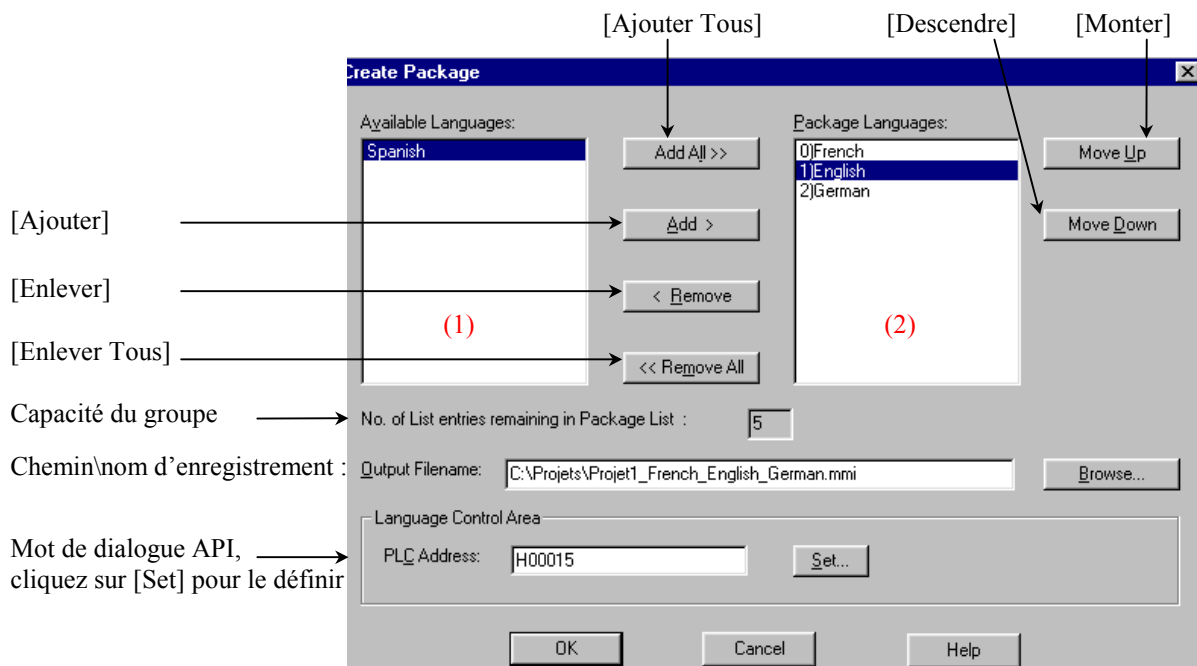 [Ajouter Tous] [Descendre] [Monter]
Create Package
Available Languages: Package Languages:
Spanish Add All >> 0)French Move Up
1)English
2)German
[Ajouter] Add > Move Down
[Enlever] < Remove
(1) (2)
[Enlever Tous] << Remove All
Capacité du groupe No. of List entries remaining in Package List : 5
Chemin\nom d’enregistrement : Output Filename: C:\Projets\Projet1_French_English_German.mmi Browse...
Language Control Area
Mot de dialogue API, PLC Address: H00015 Set...
cliquez sur [Set] pour le définir
OK Cancel Help